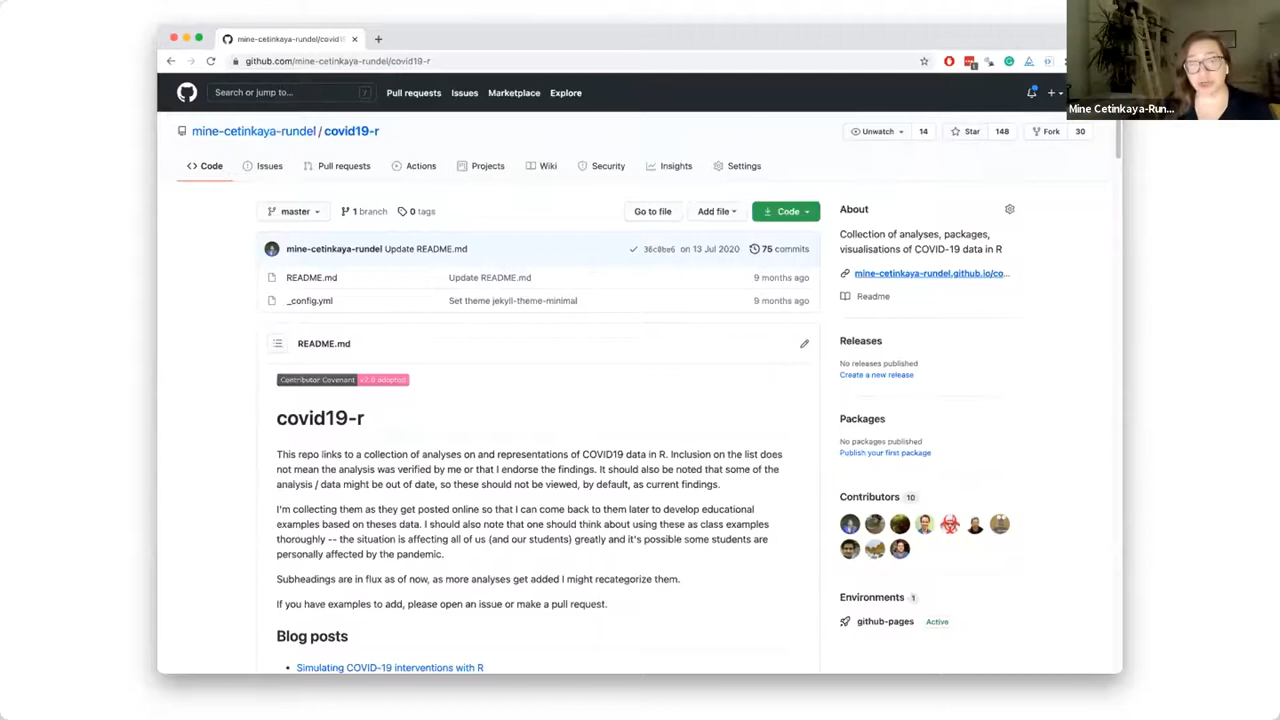 mine-cetinkaya-rundel/covid1
github.com/mine-cetinkaya-rundel/covid19-r
Mine Cetinkaya-Run...
Search or jump to...
/
Pull requests
Issues
Marketplace
Explore
mine-cetinkaya-rundel / covid19-r
Unwatch
14
Star
148
Fork
30
Code
Issues
Pull requests
Actions
Projects
Wiki
Security
Insights
Settings
master
1 branch
0 tags
Go to file
Add file
Code
mine-cetinkaya-rundel Update README.md
36c0be6 on 13 Jul 2020
75 commits
README.md
Update README.md
9 months ago
_config.yml
Set theme jekyll-theme-minimal
9 months ago
README.md
Contributor Covenant v2.0 adopted
covid19-r
This repo links to a collection of analyses on and representations of COVID19 data in R. Inclusion on the list does
not mean the analysis was verified by me or that I endorse the findings. It should also be noted that some of the
analysis / data might be out of date, so these should not be viewed, by default, as current findings.
I'm collecting them as they get posted online so that I can come back to them later to develop educational
examples based on theses data. I should also note that one should think about using these as class examples
thoroughly -- the situation is affecting all of us (and our students) greatly and it's possible some students are
personally affected by the pandemic.
Subheadings are in flux as of now, as more analyses get added I might recategorize them.
If you have examples to add, please open an issue or make a pull request.
Blog posts
• Simulating COVID-19 interventions with R
About
Collection of analyses, packages,
visualisations of COVID-19 data in R
mine-cetinkaya-rundel.github.io/co...
Readme
Releases
No releases published
Create a new release
Packages
No packages published
Publish your first package
Contributors 10
Environments 1
github-pages Active